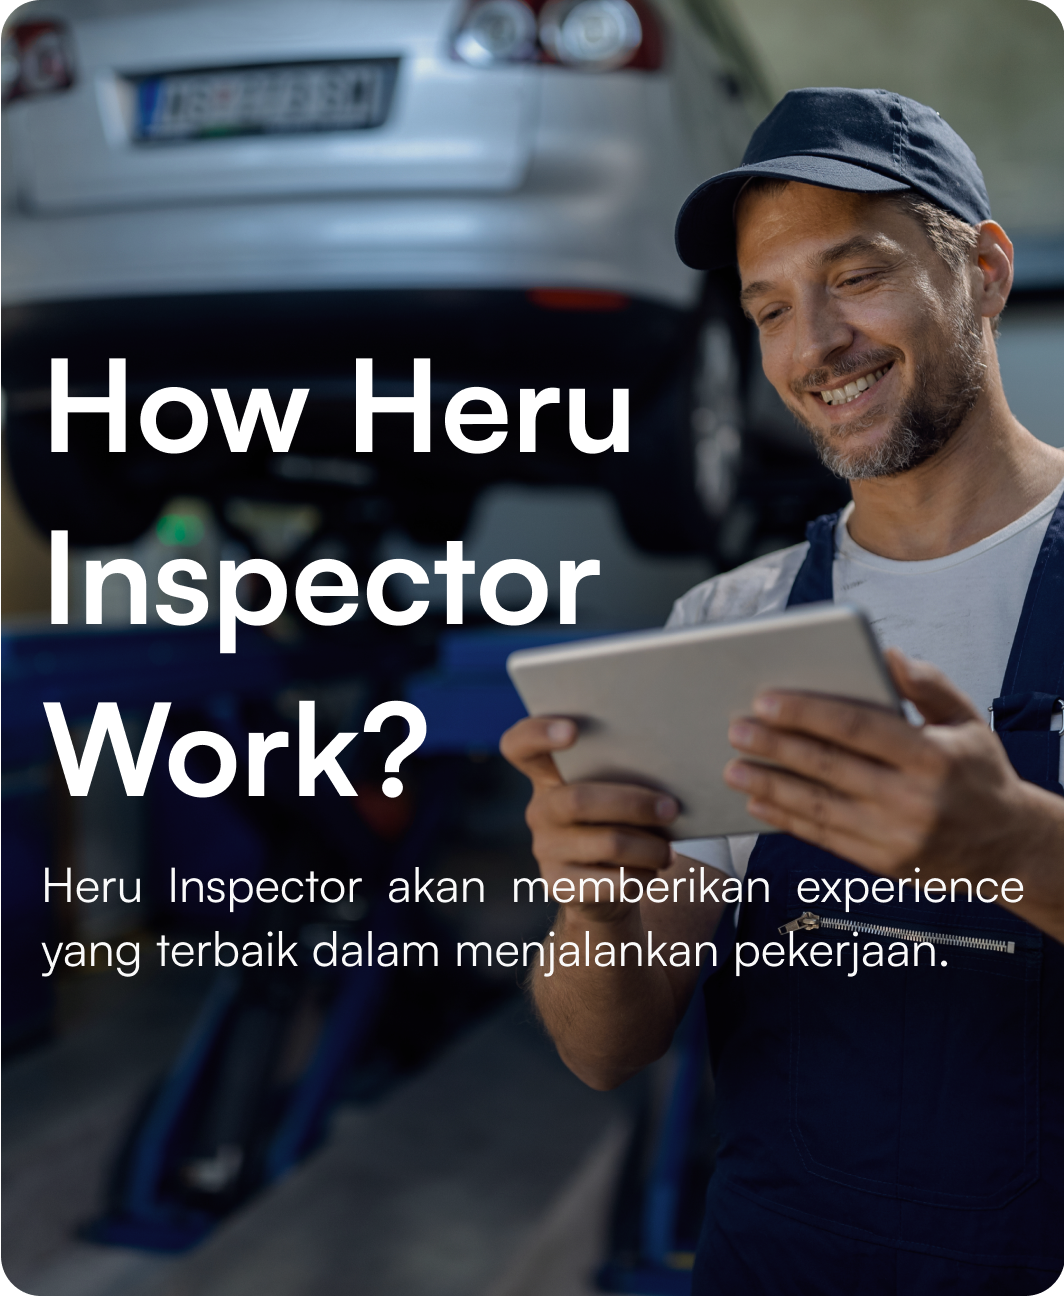 How Heru
Inspector
Work?
Heru Inspector akan memberikan experience
yang terbaik dalam menjalankan pekerjaan.